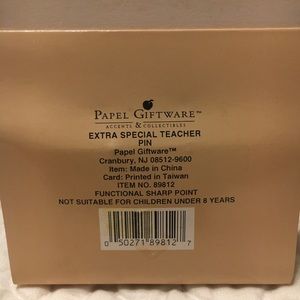 PAPEL GIFTWARE™
ACCENTS & COLLECTIBLES
EXTRA SPECIAL TEACHER
PIN
Papel Giftware™
Cranbury, NJ 08512-9600
Item: Made in China
Card: Printed in Taiwan
ITEM NO. 89812
FUNCTIONAL SHARP POINT
NOT SUITABLE FOR CHILDREN UNDER 8 YEARS
0 50271 89812 7